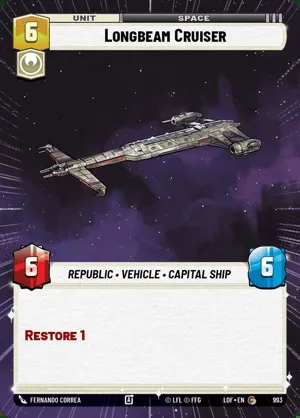 UNIT SPACE
6 LONGBEAM CRUISER
6 REPUBLIC • VEHICLE • CAPITAL SHIP 6
RESTORE 1
FERNANDO CORREA © LFL © FFG LOF • EN 993